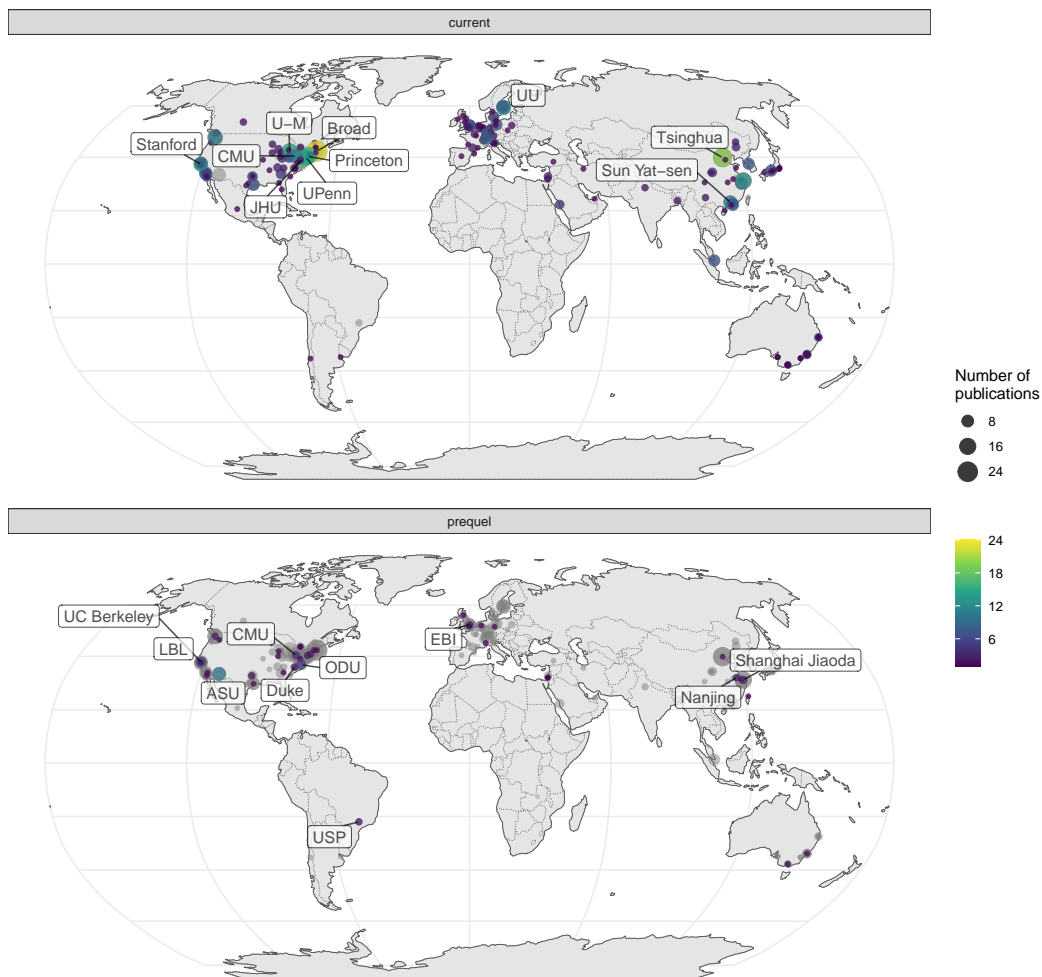 current
UU
U−M
Broad
Stanford
Tsinghua
CMU
Princeton
Sun Yat−sen
UPenn
JHU
Number of
publications
8
16
24
prequel
24
18
12
6
UC Berkeley
CMU
EBI
LBL
Shanghai Jiaoda
ODU
ASU
Duke
Nanjing
USP